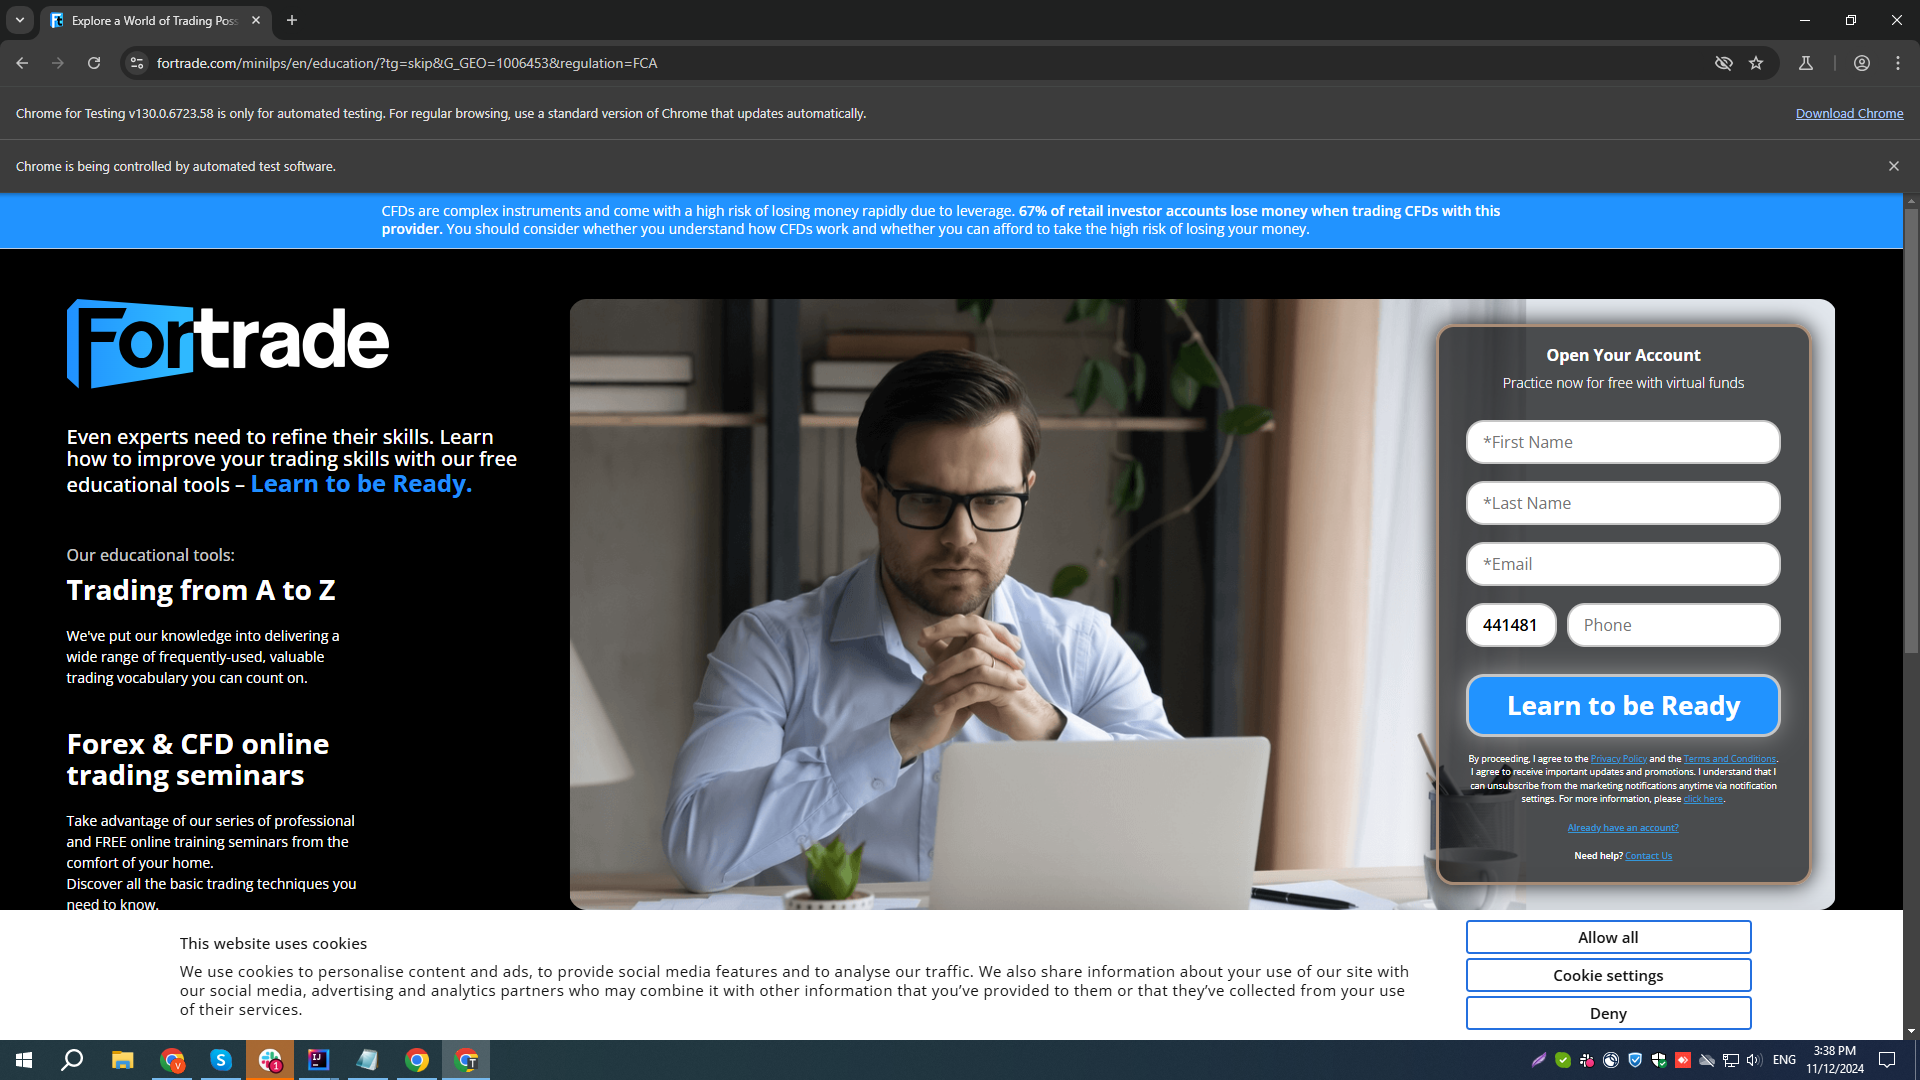 Explore a World of Trading Poss
fortrade.com/minilps/en/education/?tg=skip&G_GEO=1006453&regulation=FCA
Chrome for Testing v130.0.6723.58 is only for automated testing. For regular browsing, use a standard version of Chrome that updates automatically.
Download Chrome
Chrome is being controlled by automated test software.
CFDs are complex instruments and come with a high risk of losing money rapidly due to leverage. 67% of retail investor accounts lose money when trading CFDs with this
provider. You should consider whether you understand how CFDs work and whether you can afford to take the high risk of losing your money.
Fortrade
Even experts need to refine their skills. Learn
how to improve your trading skills with our free
educational tools – Learn to be Ready.
Our educational tools:
Trading from A to Z
We've put our knowledge into delivering a
wide range of frequently-used, valuable
trading vocabulary you can count on.
Forex & CFD online
trading seminars
Take advantage of our series of professional
and FREE online training seminars from the
comfort of your home.
Discover all the basic trading techniques you
need to know.
Open Your Account
Practice now for free with virtual funds
*First Name
*Last Name
*Email
441481
Phone
Learn to be Ready
By proceeding, I agree to the Privacy Policy and the Terms and Conditions.
I agree to receive important updates and promotions. I understand that I
can unsubscribe from the marketing notifications anytime via notification
settings. For more information, please click here.
Already have an account?
Need help? Contact Us
This website uses cookies
We use cookies to personalise content and ads, to provide social media features and to analyse our traffic. We also share information about your use of our site with
our social media, advertising and analytics partners who may combine it with other information that you've provided to them or that they've collected from your use
of their services.
Allow all
Cookie settings
Deny
ENG
3:38 PM
11/12/2024